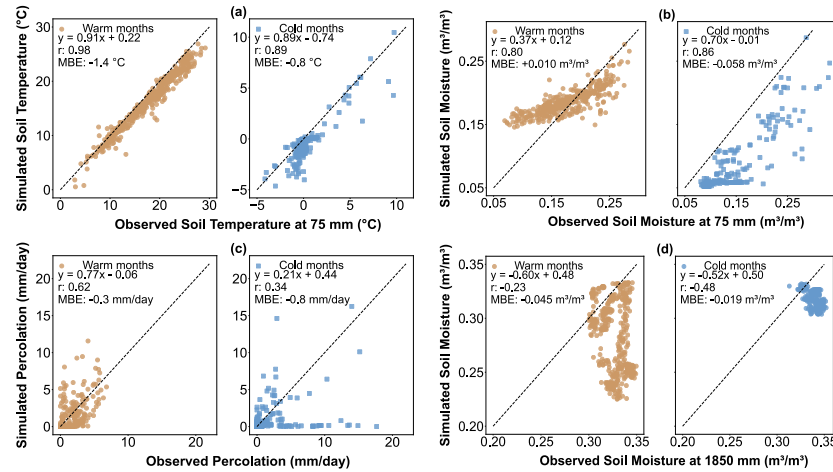 (a)
Warm months
y = 0.91x + 0.22
r: 0.98
MBE: -1.4 °C
Cold months
y = 0.89x - 0.74
r: 0.89
MBE: -0.8 °C
Simulated Soil Temperature (°C)
30
20
10
0
0
10
20
30
10
5
0
−5
−5
0
5
10
Observed Soil Temperature at 75 mm (°C)
(b)
Warm months
y = 0.37x + 0.12
r: 0.80
MBE: +0.010 m³/m³
Cold months
y = 0.70x - 0.01
r: 0.86
MBE: -0.058 m³/m³
Simulated Soil Moisture (m³/m³)
0.25
0.15
0.05
0.05
0.15
0.25
0.05
0.15
0.25
Observed Soil Moisture at 75 mm (m³/m³)
(c)
Warm months
y = 0.77x - 0.06
r: 0.62
MBE: -0.3 mm/day
Cold months
y = 0.21x + 0.44
r: 0.34
MBE: -0.8 mm/day
Simulated Percolation (mm/day)
20
15
10
5
0
0
10
20
0
10
20
Observed Percolation (mm/day)
(d)
Warm months
y = -0.60x + 0.48
r: -0.23
MBE: -0.045 m³/m³
Cold months
y = -0.52x + 0.50
r: -0.48
MBE: -0.019 m³/m³
Simulated Soil Moisture (m³/m³)
0.35
0.30
0.25
0.20
0.20
0.25
0.30
0.35
0.20
0.25
0.30
0.35
Observed Soil Moisture at 1850 mm (m³/m³)